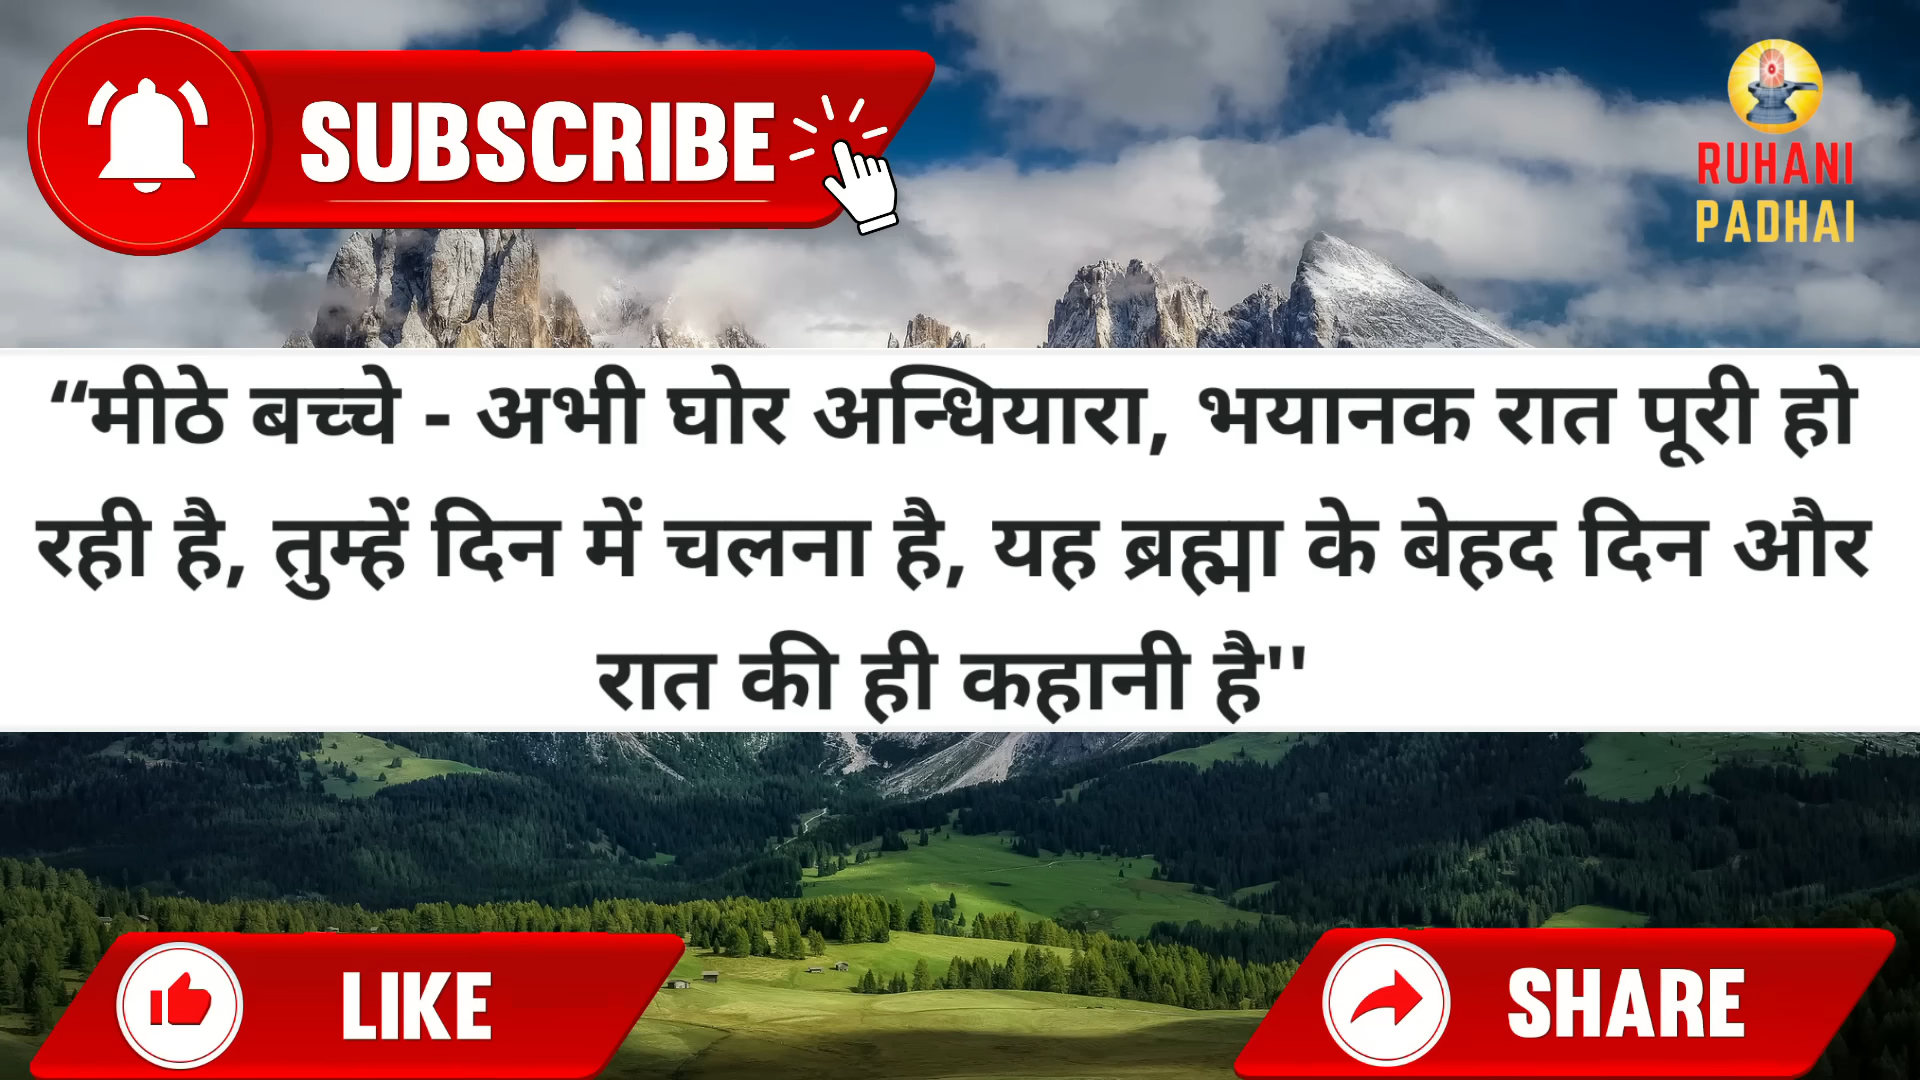 SUBSCRIBE
RUHANI
PADHAI
“मीठे बच्चे - अभी घोर अन्धियारा, भयानक रात पूरी हो
रही है, तुम्हें दिन में चलना है, यह ब्रह्मा के बेहद दिन और
रात की ही कहानी है''
LIKE
SHARE